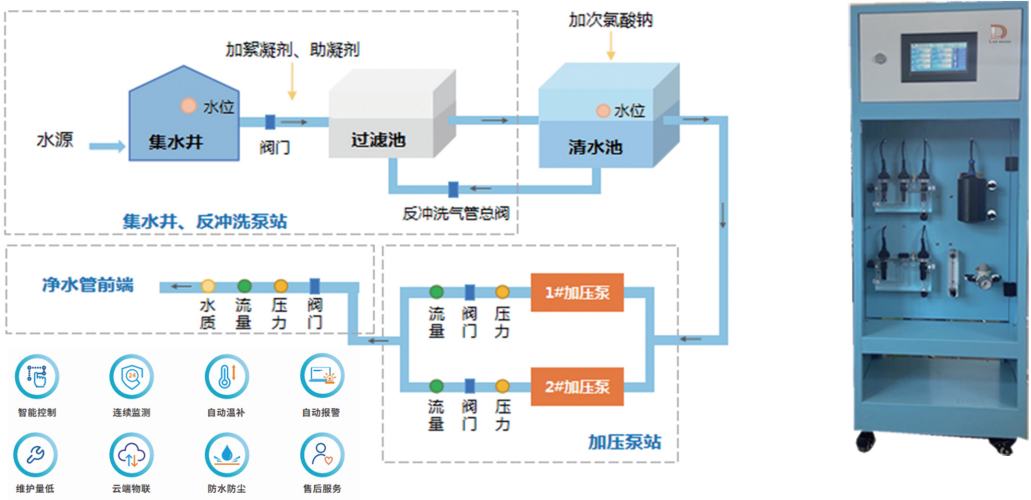 加次氯酸钠
加絮凝剂、助凝剂
水位
水源
集水井
阀门
过滤池
水位
清水池
反冲洗气管总阀
集水井、反冲洗泵站
净水管前端
水质
流量
压力
阀门
流量
阀门
压力
1#加压泵
流量
阀门
压力
2#加压泵
加压泵站
智能控制
24
连续监测
自动温补
自动报警
维护量低
云端物联
防水防尘
售后服务